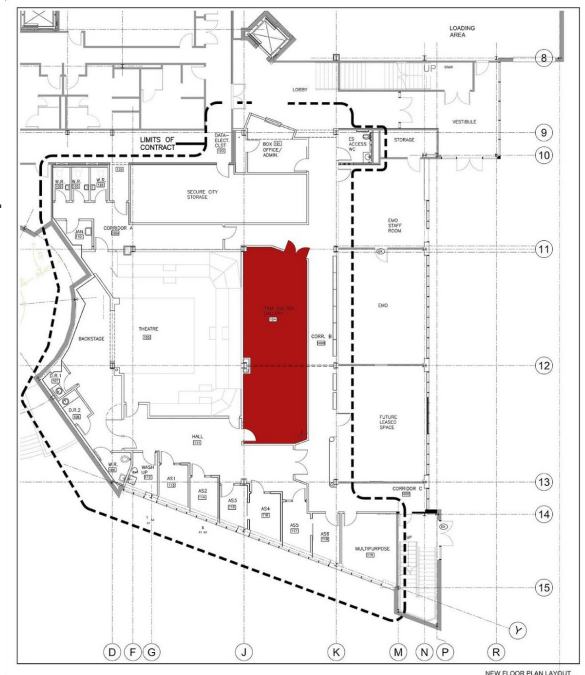 LOADING
AREA
UP
8
LOBBY
VESTIBULE
9
LIMITS OF
CONTRACT
DATA
ELECT.
CLST
BOX
OFFICE/
ADMIN.
ACCESS
WC
STORAGE
10
W.R.
W.R.
W.R.
SECURE CITY
STORAGE
CORRIDOR A
JAN.
EMO
STAFF
ROOM
11
BACKSTAGE
THEATRE
CORR. B
EMO
12
D.R.1
D.R.2
FUTURE
LEASED
SPACE
HALL
W.R.
WASH
UP
AS1
AS2
AS3
AS4
AS5
AS6
MULTIPURPOSE
CORRIDOR C
13
14
UP
15
Y
D
F
G
J
K
M
N
P
R
NEW FLOOR PLAN LAYOUT